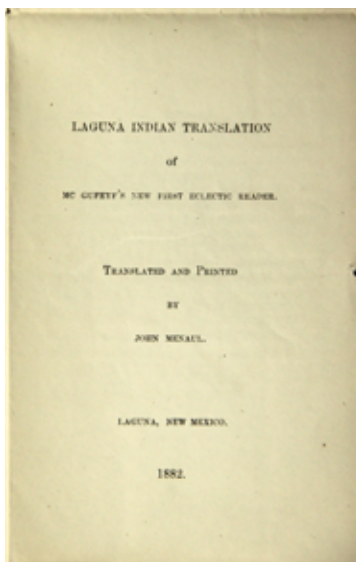 LAGUNA INDIAN TRANSLATION
of
MC GUFEYF'S NEW FIRST ECLECTIC READER.
TRANSLATED AND PRINTED
BY
JOHN MENAUL.
LAGUNA, NEW MEXICO.
1882.